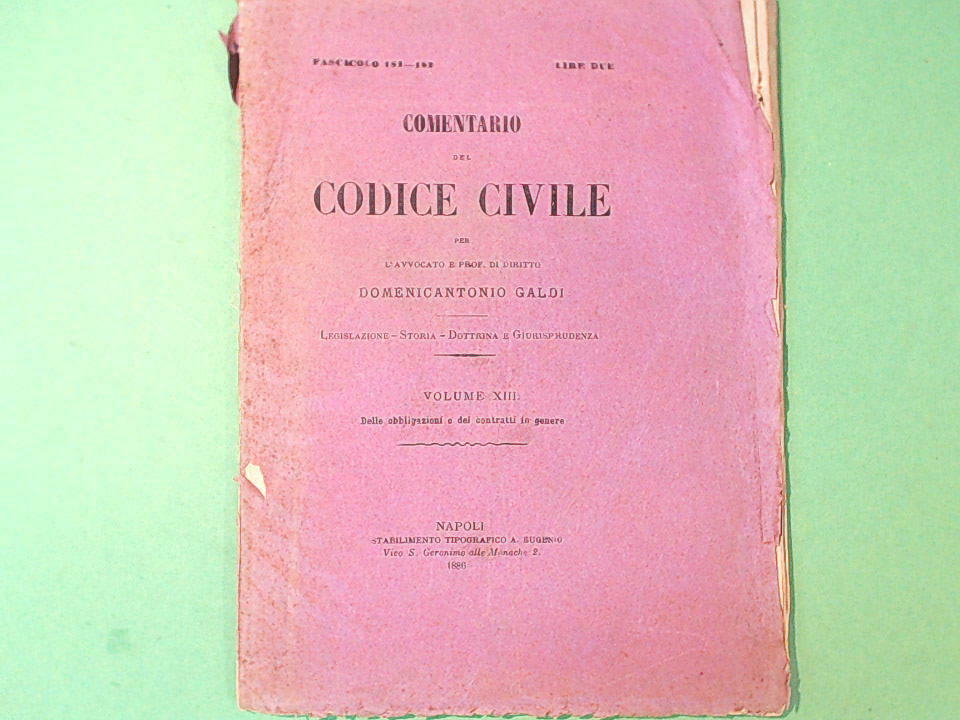 FASCICOLO 181—182 LIRE DUE
COMENTARIO
DEL
CODICE CIVILE
PER
L'AVVOCATO E PROF. DI DIRITTO
DOMENICANTONIO GALDI
LEGISLAZIONE – STORIA – DOTTRINA E GIURISPRUDENZA
VOLUME XIII.
Delle obbligazioni e dei contratti in genere
NAPOLI
STABILIMENTO TIPOGRAFICO A. EUGENIO
Vico S. Geronimo alle Monache 2.
1886